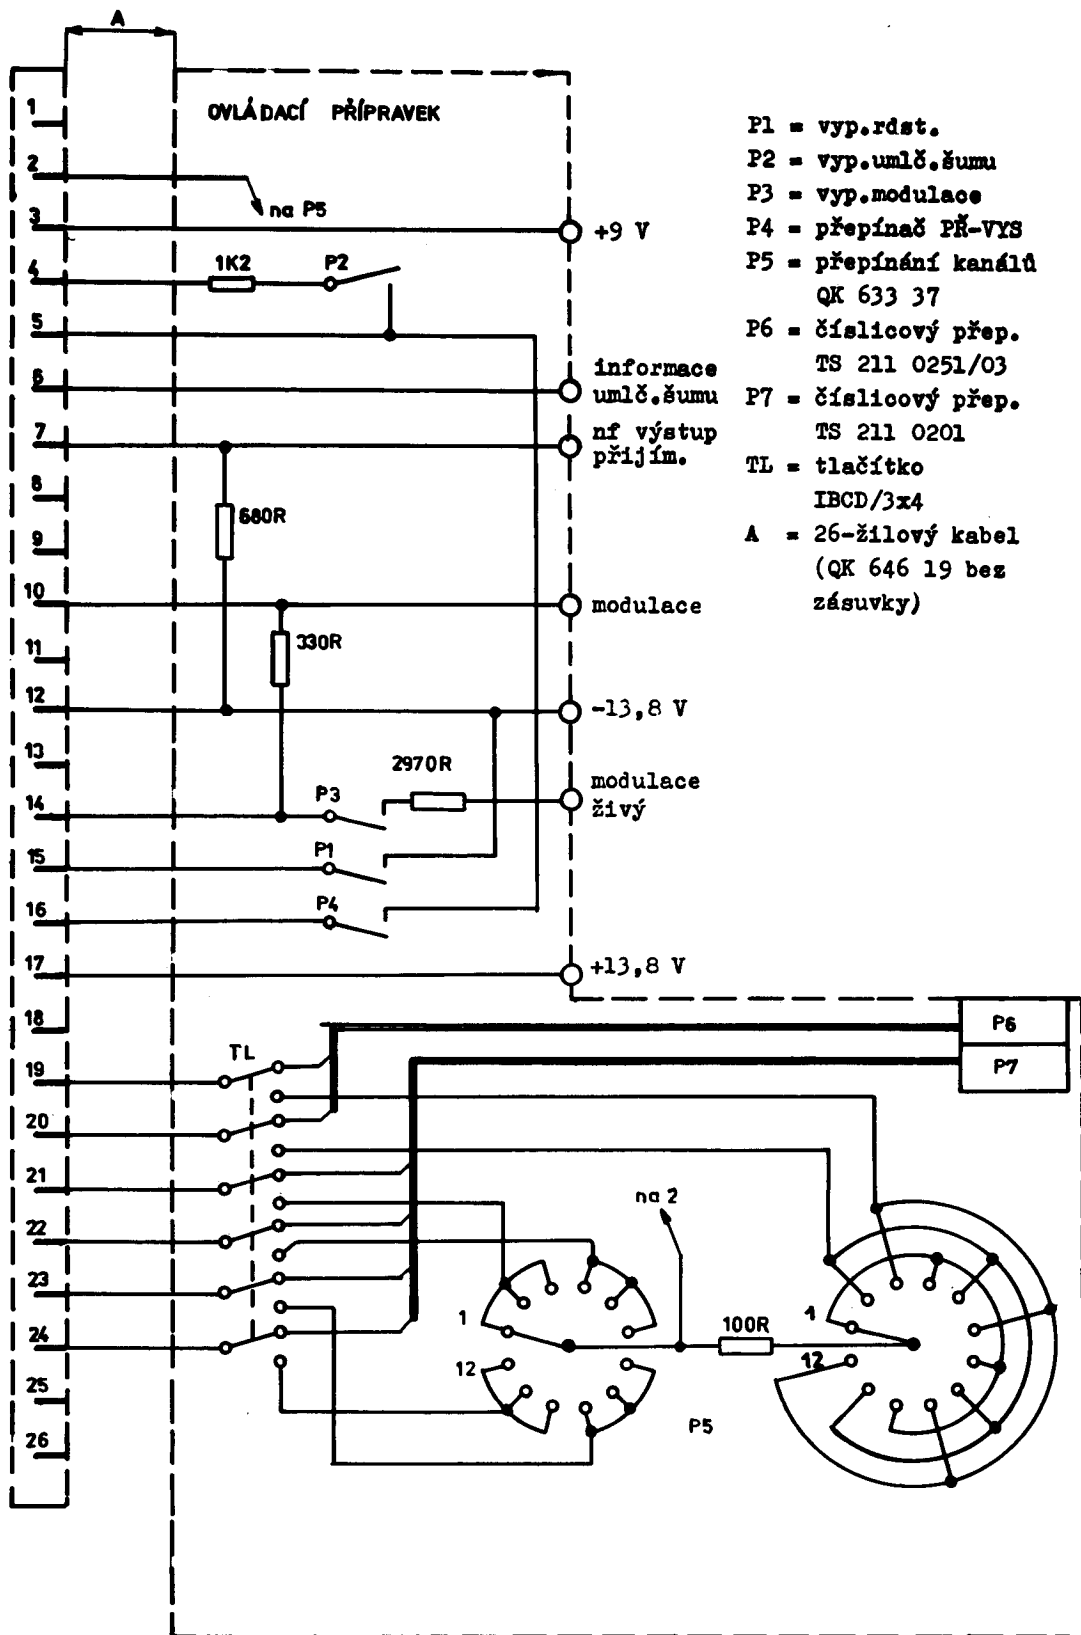 A
OVLÁDACÍ PŘÍPRAVEK
1
2
na P5
3
+9 V
4
1K2
P2
5
6
informace
umlč.šumu
7
nf výstup
přijím.
8
680R
9
10
modulace
11
330R
12
-13,8 V
13
2970R
14
P3
modulace
živý
15
P1
16
P4
17
+13,8 V
18
P6
TL
P7
19
20
21
na 2
22
23
1
1
24
100R
12
12
25
P5
26
P1 = vyp.rdst.
P2 = vyp.umlč.šumu
P3 = vyp.modulace
P4 = přepínač PŘ-VYS
P5 = přepínání kanálů
QK 633 37
P6 = číslicový přep.
TS 211 0251/03
P7 = číslicový přep.
TS 211 0201
TL = tlačítko
IBCD/3x4
A = 26-žilový kabel
(QK 646 19 bez
zásuvky)